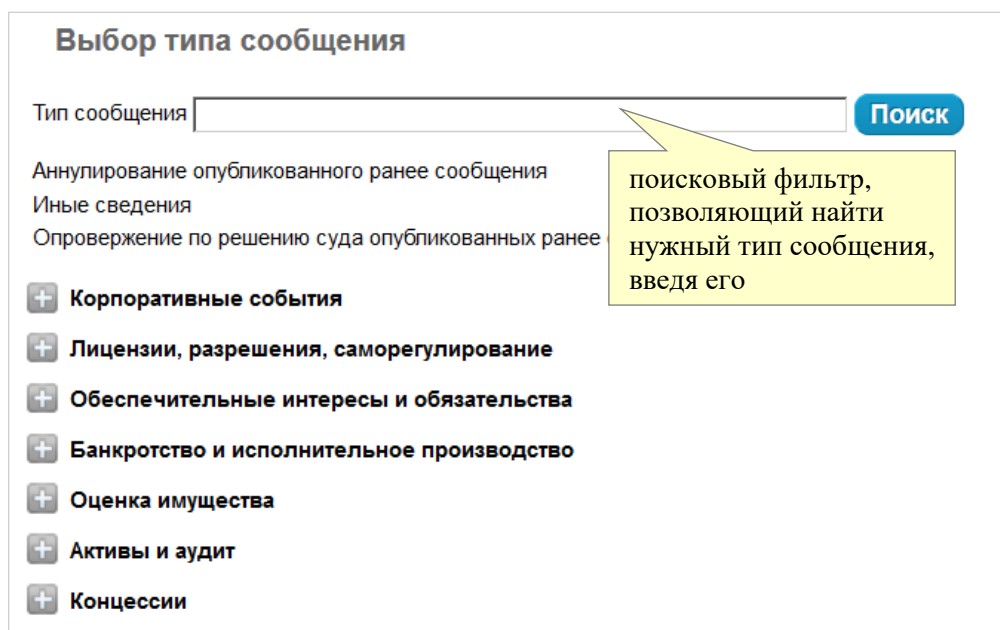 Выбор типа сообщения
Тип сообщения
Поиск
Аннулирование опубликованного ранее сообщения
Иные сведения
Опровержение по решению суда опубликованных ранее
поисковый фильтр,
позволяющий найти
нужный тип сообщения,
введя его
Корпоративные события
Лицензии, разрешения, саморегулирование
Обеспечительные интересы и обязательства
Банкротство и исполнительное производство
Оценка имущества
Активы и аудит
Концессии